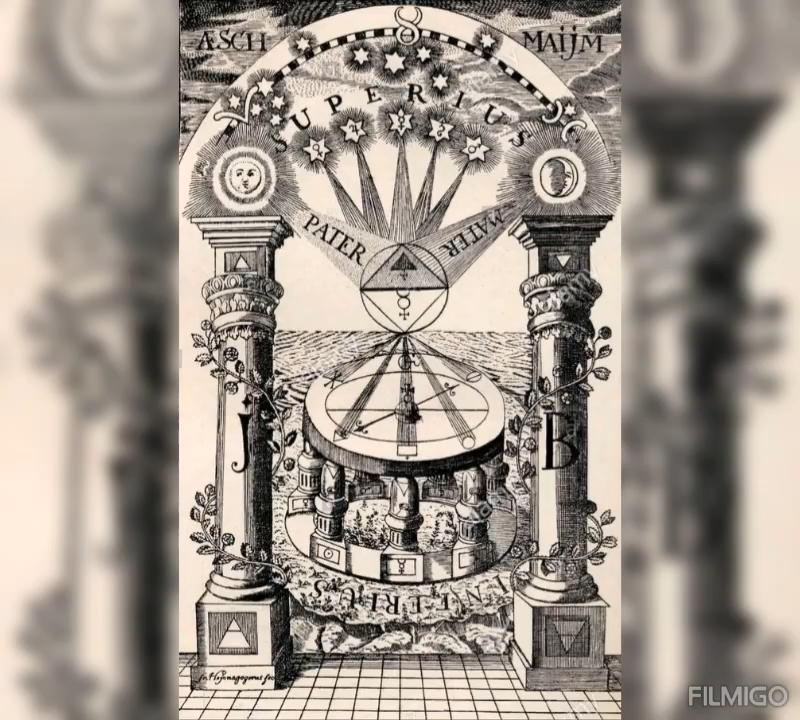 ÆSCH MAIJM
SUPERIUS
PATER MATER
J B
INFERIUS
FILMIGO